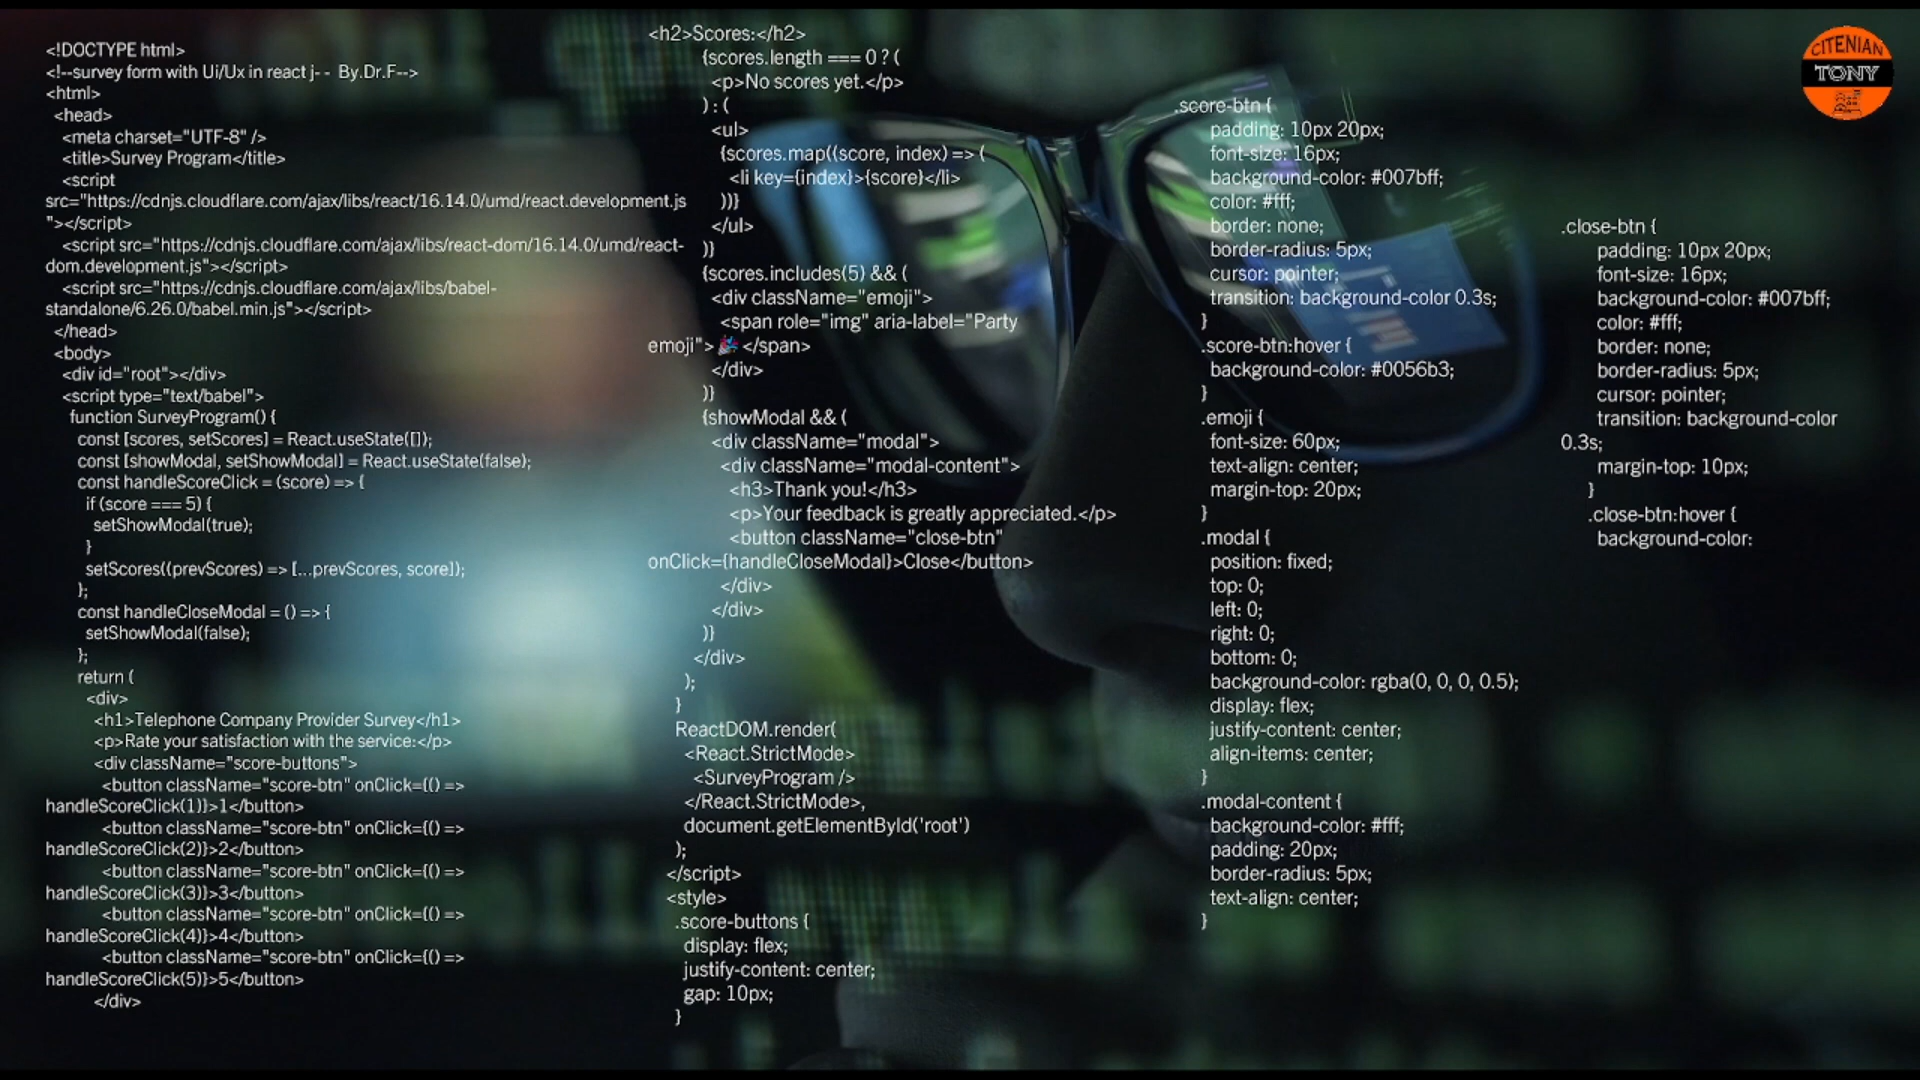 <!DOCTYPE html>
<!--survey form with Ui/Ux in react j- -  By.Dr.F-->
<html>
<head>
<meta charset="UTF-8" />
<title>Survey Program</title>
<script
src="https://cdnjs.cloudflare.com/ajax/libs/react/16.14.0/umd/react.development.js
"></script>
<script src="https://cdnjs.cloudflare.com/ajax/libs/react-dom/16.14.0/umd/react-
dom.development.js"></script>
<script src="https://cdnjs.cloudflare.com/ajax/libs/babel-
standalone/6.26.0/babel.min.js"></script>
</head>
<body>
<div id="root"></div>
<script type="text/babel">
function SurveyProgram() {
const [scores, setScores] = React.useState([]);
const [showModal, setShowModal] = React.useState(false);
const handleScoreClick = (score) => {
if (score === 5) {
setShowModal(true);
}
setScores((prevScores) => [...prevScores, score]);
};
const handleCloseModal = () => {
setShowModal(false);
};
return (
<div>
<h1>Telephone Company Provider Survey</h1>
<p>Rate your satisfaction with the service:</p>
<div className="score-buttons">
<button className="score-btn" onClick={() =>
handleScoreClick(1)}>1</button>
<button className="score-btn" onClick={() =>
handleScoreClick(2)}>2</button>
<button className="score-btn" onClick={() =>
handleScoreClick(3)}>3</button>
<button className="score-btn" onClick={() =>
handleScoreClick(4)}>4</button>
<button className="score-btn" onClick={() =>
handleScoreClick(5)}>5</button>
</div>
<h2>Scores:</h2>
{scores.length === 0 ? (
<p>No scores yet.</p>
) : (
<ul>
{scores.map((score, index) => (
<li key={index}>{score}</li>
))}
</ul>
)}
{scores.includes(5) && (
<div className="emoji">
<span role="img" aria-label="Party
emoji"> 🎉 </span>
</div>
)}
{showModal && (
<div className="modal">
<div className="modal-content">
<h3>Thank you!</h3>
<p>Your feedback is greatly appreciated.</p>
<button className="close-btn"
onClick={handleCloseModal}>Close</button>
</div>
</div>
)}
</div>
);
}
ReactDOM.render(
<React.StrictMode>
<SurveyProgram />
</React.StrictMode>,
document.getElementById('root')
);
</script>
<style>
.score-buttons {
display: flex;
justify-content: center;
gap: 10px;
}
.score-btn {
padding: 10px 20px;
font-size: 16px;
background-color: #007bff;
color: #fff;
border: none;
border-radius: 5px;
cursor: pointer;
transition: background-color 0.3s;
}
.score-btn:hover {
background-color: #0056b3;
}
.emoji {
font-size: 60px;
text-align: center;
margin-top: 20px;
}
.modal {
position: fixed;
top: 0;
left: 0;
right: 0;
bottom: 0;
background-color: rgba(0, 0, 0, 0.5);
display: flex;
justify-content: center;
align-items: center;
}
.modal-content {
background-color: #fff;
padding: 20px;
border-radius: 5px;
text-align: center;
}
.close-btn {
padding: 10px 20px;
font-size: 16px;
background-color: #007bff;
color: #fff;
border: none;
border-radius: 5px;
cursor: pointer;
transition: background-color
0.3s;
margin-top: 10px;
}
.close-btn:hover {
background-color:
CITENIAN
TONY